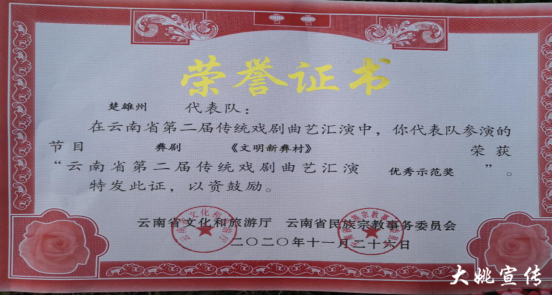 荣誉证书
楚雄州 代表队：
在云南省第二届传统戏剧曲艺汇演中，你代表队参演的
节目 彝剧 《文明新彝村》 荣获
“云南省第二届传统戏剧曲艺汇演 优秀示范奖 ”。
特发此证，以资鼓励。
云南省文化和旅游厅 云南省民族宗教事务委员会
二〇二〇年十一月二十六日
大姚宣传